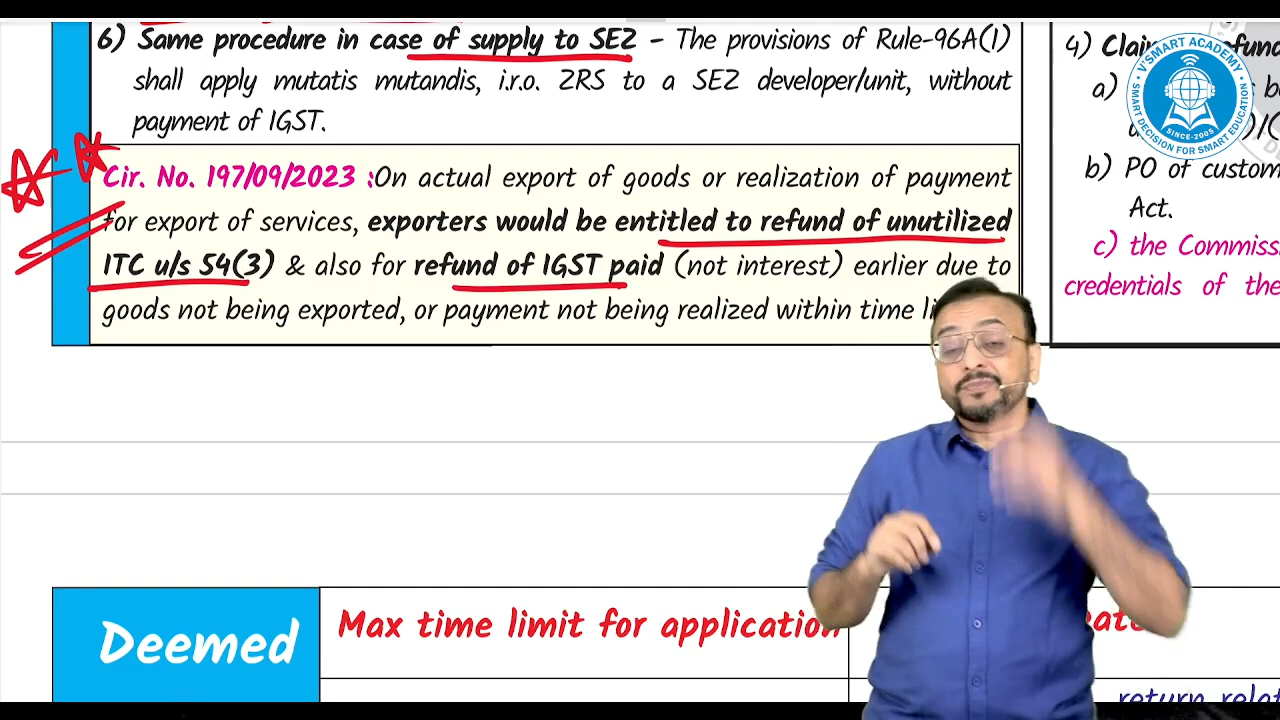 6) Same procedure in case of supply to SEZ – The provisions of Rule-96A(1)
shall apply mutatis mutandis, i.r.o. ZRS to a SEZ developer/unit, without
payment of IGST.
Cir. No. 197/09/2023 :On actual export of goods or realization of payment
for export of services, exporters would be entitled to refund of unutilized
ITC u/s 54(3) & also for refund of IGST paid (not interest) earlier due to
goods not being exported, or payment not being realized within time
4)
a)
b) PO of custom
Act.
c) the
credentials of the
V'SMART ACADEMY
SMART DECISION FOR SMART EDUCATION
SINCE-2005
Deemed
Max time limit for application
return